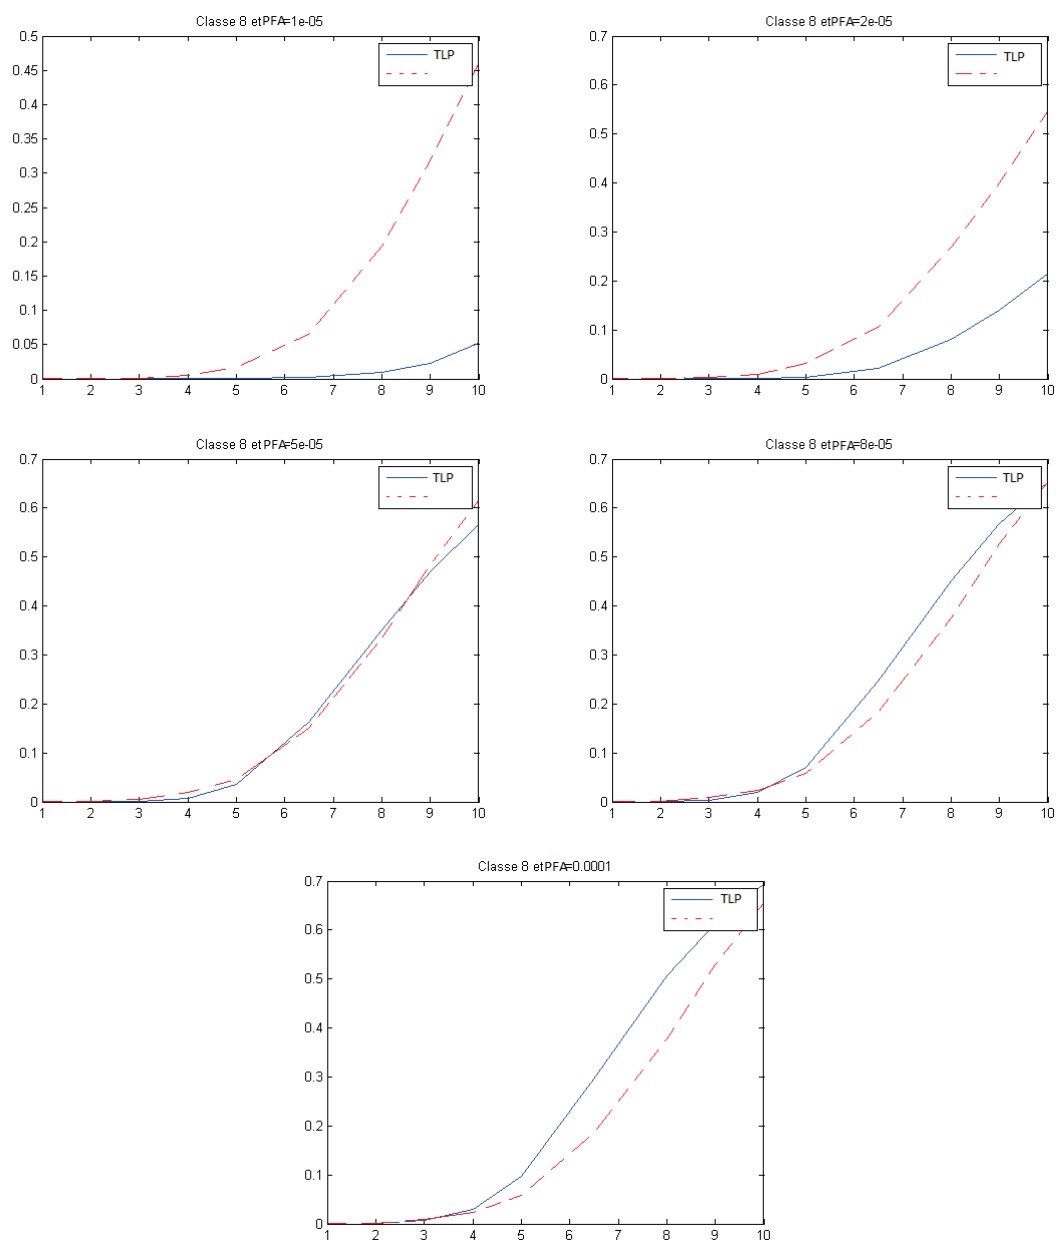 Classe 8 etPFA=1e-05
0.5
0.45
0.4
0.35
0.3
0.25
0.2
0.15
0.1
0.05
0
1 2 3 4 5 6 7 8 9 10
TLP
Classe 8 etPFA=2e-05
0.7
0.6
0.5
0.4
0.3
0.2
0.1
0
1 2 3 4 5 6 7 8 9 10
TLP
Classe 8 etPFA=5e-05
0.7
0.6
0.5
0.4
0.3
0.2
0.1
0
1 2 3 4 5 6 7 8 9 10
TLP
Classe 8 etPFA=8e-05
0.7
0.6
0.5
0.4
0.3
0.2
0.1
0
1 2 3 4 5 6 7 8 9 10
TLP
Classe 8 etPFA=0.0001
0.7
0.6
0.5
0.4
0.3
0.2
0.1
0
1 2 3 4 5 6 7 8 9 10
TLP